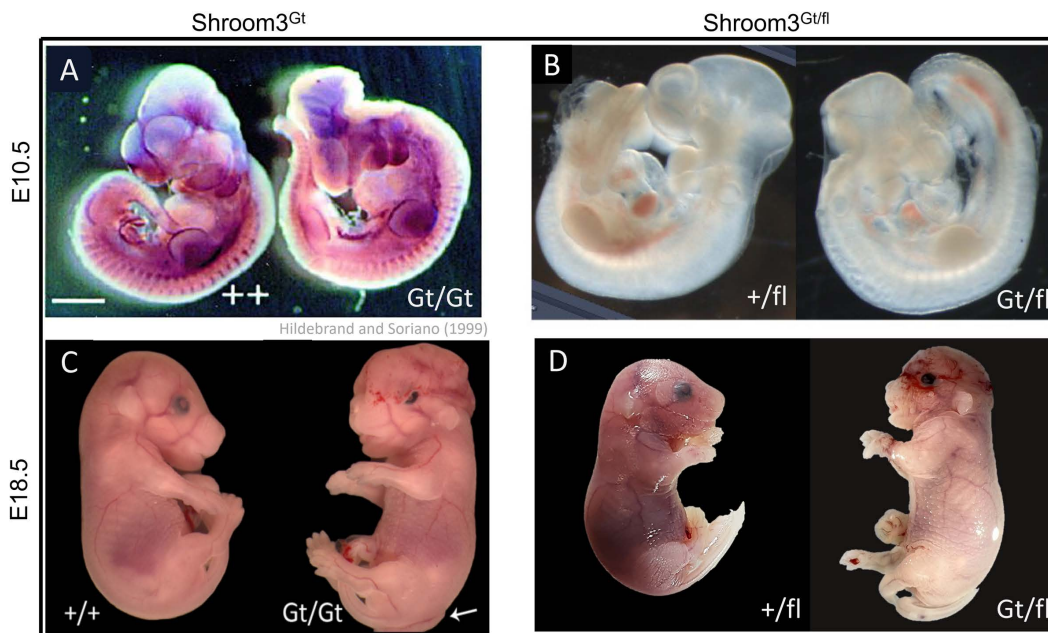 Shroom3Gt
Shroom3Gt/fl
E10.5
A
++
Gt/Gt
B
+/fl
Gt/fl
Hildebrand and Soriano (1999)
E18.5
C
+/+
Gt/Gt
D
+/fl
Gt/fl